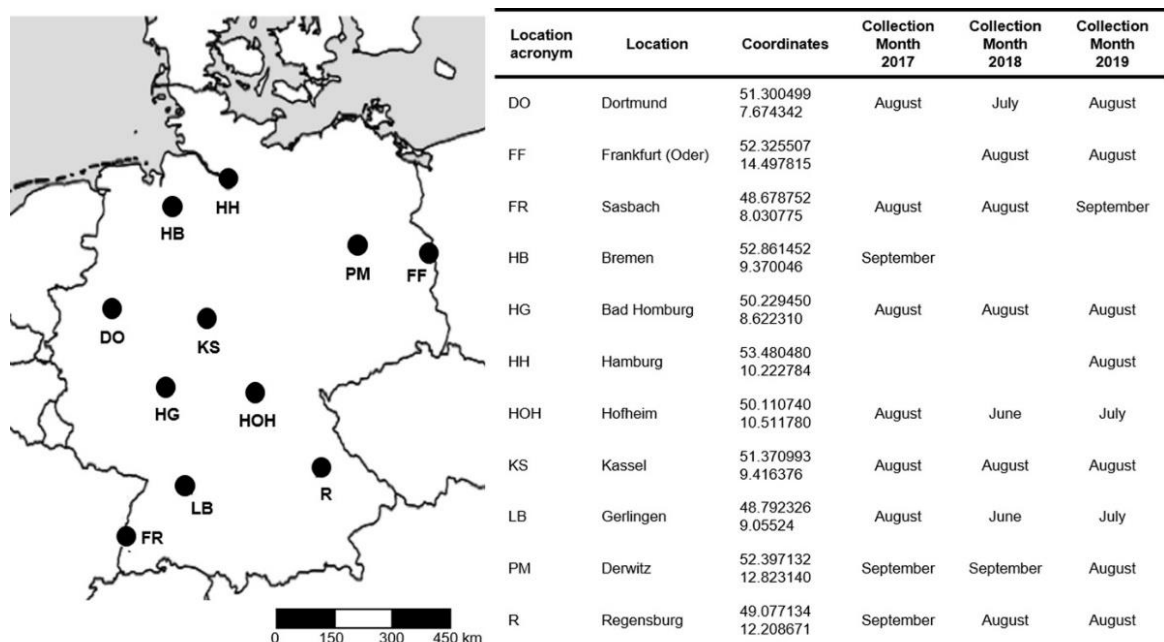 HH
HB
PM
FF
DO
KS
HG
HOH
R
LB
FR
0 150 300 450 km
Location acronym Location Coordinates Collection Month 2017 Collection Month 2018 Collection Month 2019
DO Dortmund 51.300499 7.674342 August July August
FF Frankfurt (Oder) 52.325507 14.497815 August August
FR Sasbach 48.678752 8.030775 August August September
HB Bremen 52.861452 9.370046 September
HG Bad Homburg 50.229450 8.622310 August August August
HH Hamburg 53.480480 10.222784 August
HOH Hofheim 50.110740 10.511780 August June July
KS Kassel 51.370993 9.416376 August August August
LB Gerlingen 48.792326 9.05524 August June July
PM Derwitz 52.397132 12.823140 September September August
R Regensburg 49.077134 12.208671 September August August